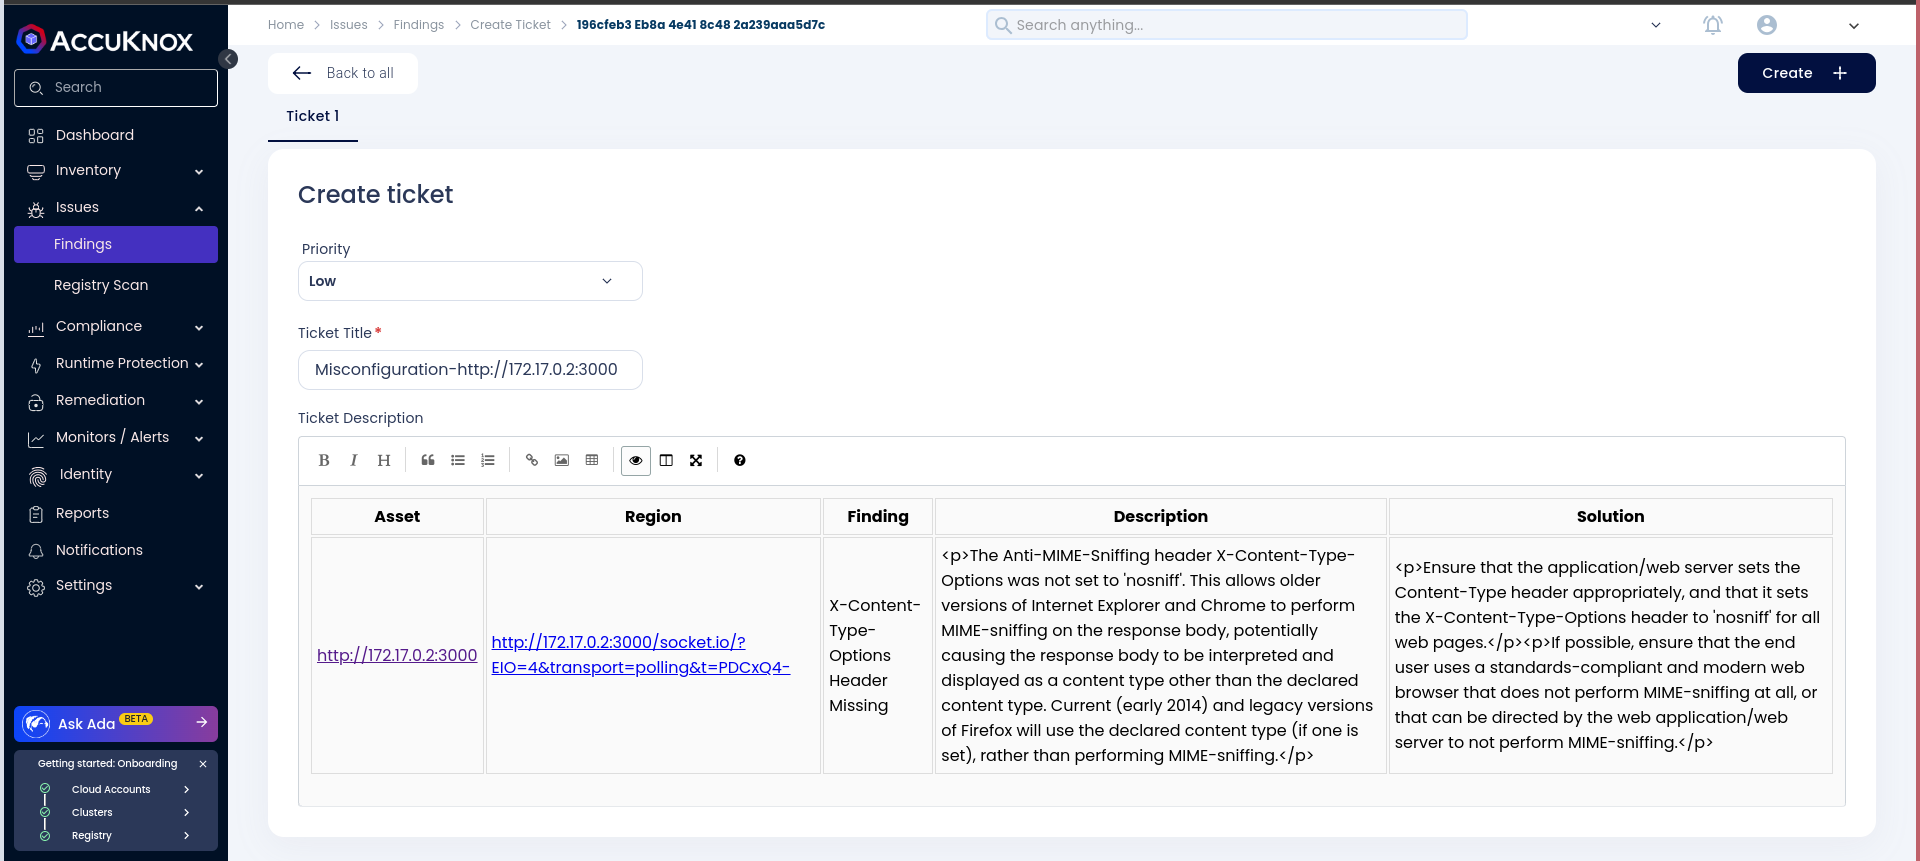 Home > Issues > Findings > Create Ticket > 196cfeb3 Eb8a 4e41 8c48 2a239aaa5d7c
Search anything...
ACCUKNOX
Search
Dashboard
Inventory
Issues
Findings
Registry Scan
Compliance
Runtime Protection
Remediation
Monitors / Alerts
Identity
Reports
Notifications
Settings
Ask Ada BETA
Getting started: Onboarding
Cloud Accounts
Clusters
Registry
Back to all
Create
Ticket 1
Create ticket
Priority
Low
Ticket Title*
Misconfiguration-http://172.17.0.2:3000
Ticket Description
B I H
Asset Region Finding Description Solution
http://172.17.0.2:3000
http://172.17.0.2:3000/socket.io/?
EIO=4&transport=polling&t=PDCxQ4-
X-Content-
Type-
Options
Header
Missing
<p>The Anti-MIME-Sniffing header X-Content-Type-
Options was not set to 'nosniff'. This allows older
versions of Internet Explorer and Chrome to perform
MIME-sniffing on the response body, potentially
causing the response body to be interpreted and
displayed as a content type other than the declared
content type. Current (early 2014) and legacy versions
of Firefox will use the declared content type (if one is
set), rather than performing MIME-sniffing.</p>
<p>Ensure that the application/web server sets the
Content-Type header appropriately, and that it sets
the X-Content-Type-Options header to 'nosniff' for all
web pages.</p><p>If possible, ensure that the end
user uses a standards-compliant and modern web
browser that does not perform MIME-sniffing at all, or
that can be directed by the web application/web
server to not perform MIME-sniffing.</p>